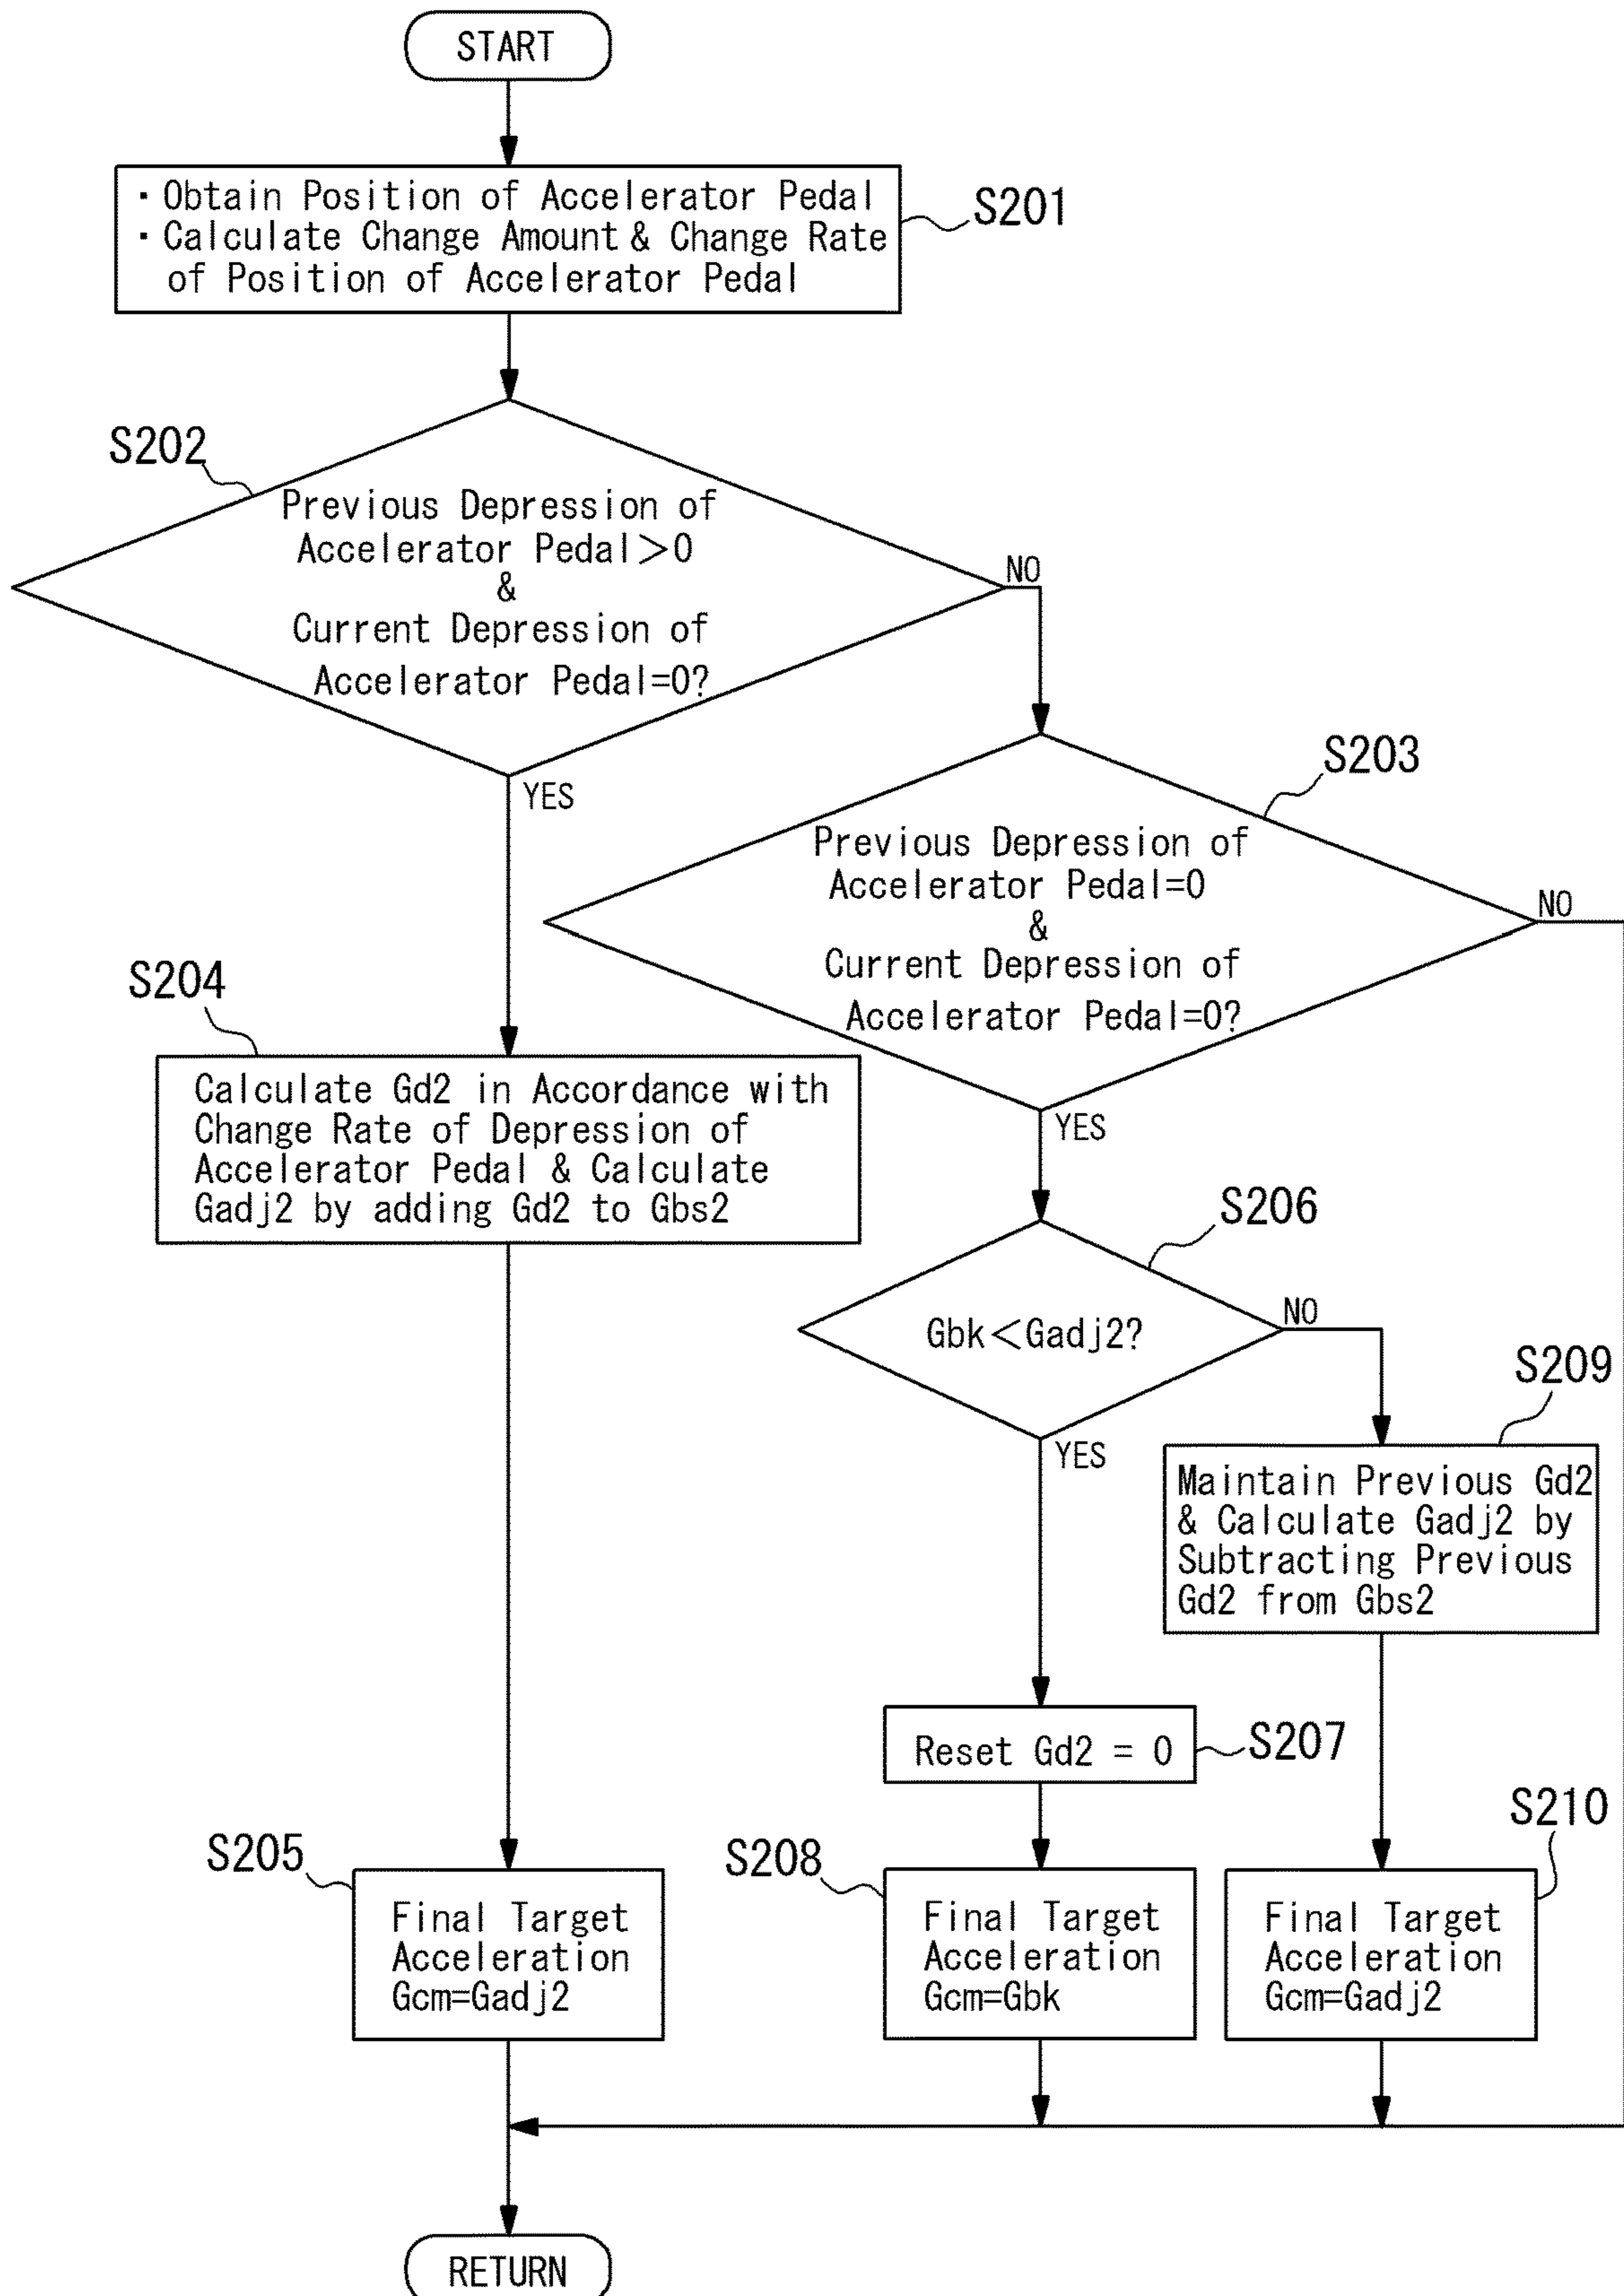 START
· Obtain Position of Accelerator Pedal
· Calculate Change Amount & Change Rate
of Position of Accelerator Pedal
S201
S202
Previous Depression of
Accelerator Pedal>0
&
Current Depression of
Accelerator Pedal=0?
NO
YES
S203
Previous Depression of
Accelerator Pedal=0
&
Current Depression of
Accelerator Pedal=0?
NO
YES
S204
Calculate Gd2 in Accordance with
Change Rate of Depression of
Accelerator Pedal & Calculate
Gadj2 by adding Gd2 to Gbs2
S206
Gbk<Gadj2?
NO
YES
S209
Maintain Previous Gd2
& Calculate Gadj2 by
Subtracting Previous
Gd2 from Gbs2
Reset Gd2 = 0
S207
S205
Final Target
Acceleration
Gcm=Gadj2
S208
Final Target
Acceleration
Gcm=Gbk
S210
Final Target
Acceleration
Gcm=Gadj2
RETURN